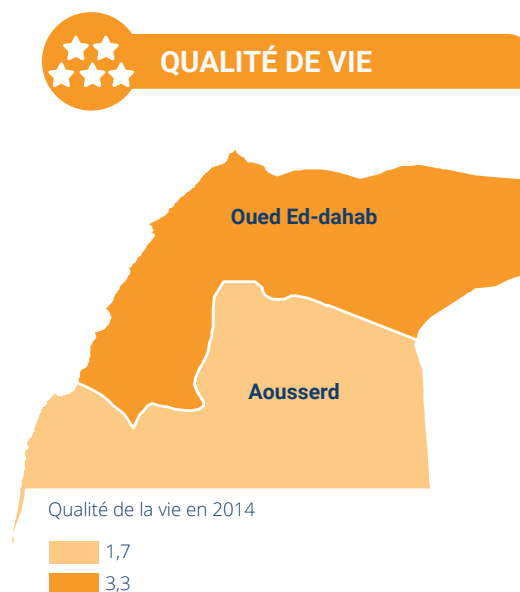 QUALITÉ DE VIE
Oued Ed-dahab
Aousserd
Qualité de la vie en 2014
1,7
3,3